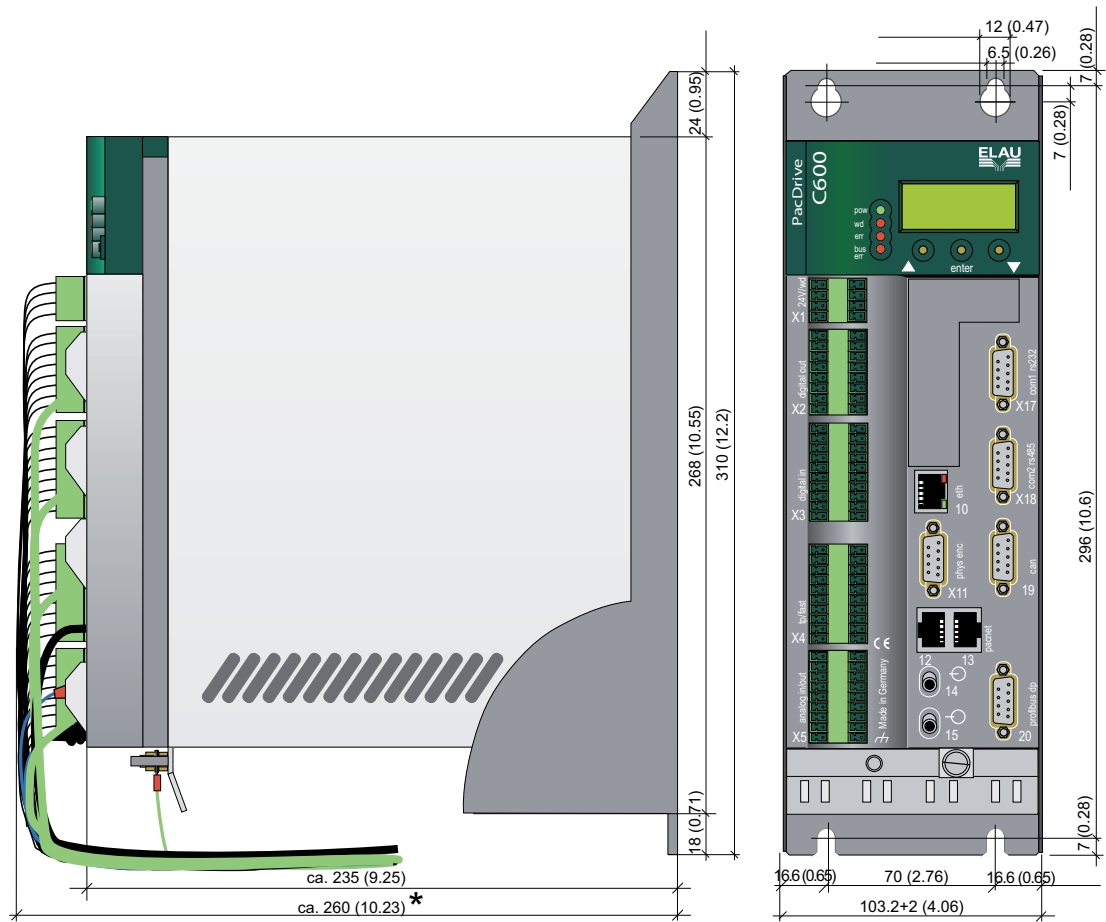 12 (0.47)
6.5 (0.26)
7 (0.28)
7 (0.28)
24 (0.95)
268 (10.55)
310 (12.2)
18 (0.71)
ca. 235 (9.25)
ca. 260 (10.23)*
PacDrive
C600
ELAU
pow
wd
err
bus
err
enter
24V/wd
X1
digital out
X2
digital in
X3
tp/fast
X4
analog in/out
X5
Made in Germany
CE
com1 rs232
X17
com2 rs485
X18
eth
10
phys enc
X11
can
19
pacnet
12
13
14
15
profibus dp
20
296 (10.6)
7 (0.28)
16.6 (0.65)
70 (2.76)
16.6 (0.65)
103.2+2 (4.06)